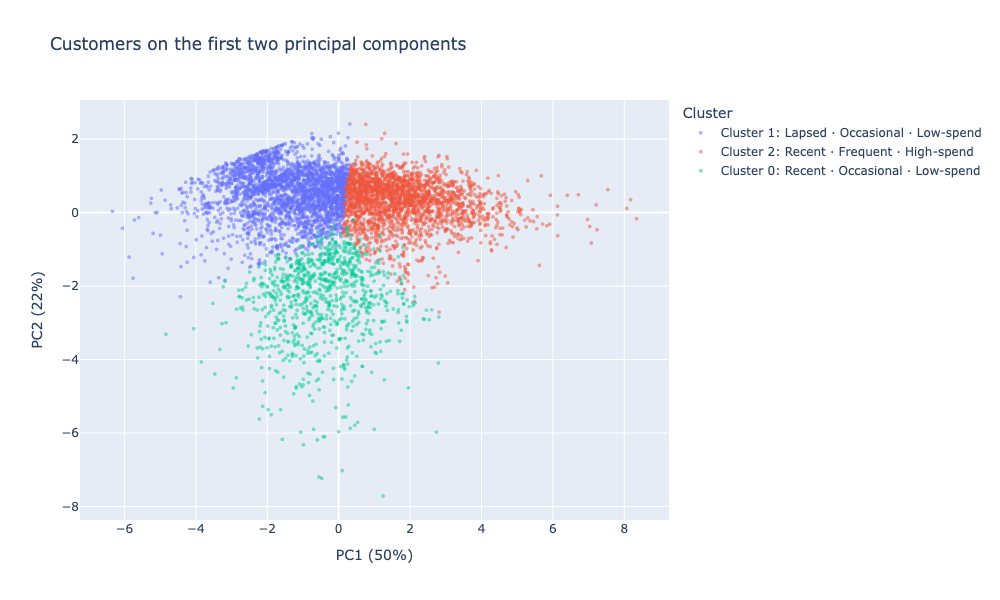 Customers on the first two principal components
Cluster
Cluster 1: Lapsed · Occasional · Low-spend
Cluster 2: Recent · Frequent · High-spend
Cluster 0: Recent · Occasional · Low-spend
2
0
−2
−4
−6
−8
PC2 (22%)
−6 −4 −2 0 2 4 6 8
PC1 (50%)